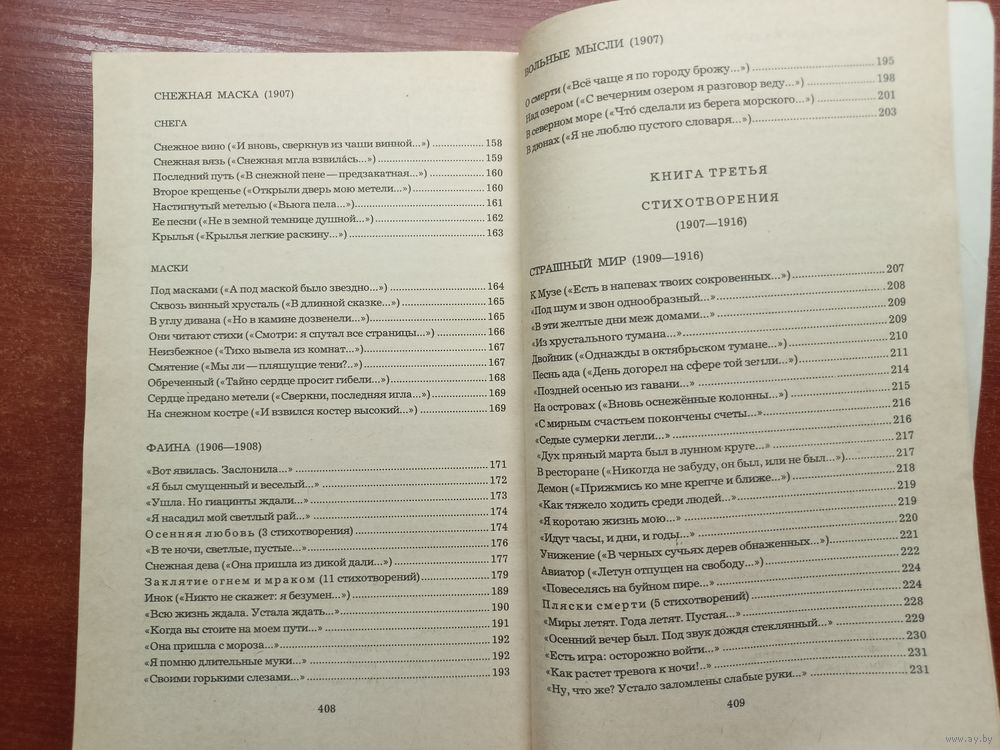 СНЕЖНАЯ МАСКА (1907)
СНЕГА
Снежное вино («И вновь, сверкнув из чаши винной...») 158
Снежная вязь («Снежная мгла взвила́сь...») 159
Последний путь («В снежной пене — предзакатная...») 160
Второе крещенье («Открыли дверь мою метели...») 160
Настигнутый метелью («Вьюга пела...») 161
Ее песни («Не в земной темнице душной...») 162
Крылья («Крылья легкие раскину...») 163
МАСКИ
Под масками («А под маской было звездно...») 164
Сквозь винный хрусталь («В длинной сказке...») 165
В углу дивана («Но в камине дозвенели...») 165
Они читают стихи («Смотри: я спутал все страницы...») 166
Неизбежное («Тихо вывела из комнат...») 167
Смятение («Мы ли — пляшущие тени?..») 167
Обреченный («Тайно сердце просит гибели...») 168
Сердце предано метели («Сверкни, последняя игла...») 169
На снежном костре («И взвился костер высокий...») 169
ФАИНА (1906—1908)
«Вот явилась. Заслонила...» 171
«Я был смущенный и веселый...» 172
«Ушла. Но гиацинты ждали...» 173
«Я насадил мой светлый рай...» 174
Осенняя любовь (3 стихотворения) 174
«В те ночи, светлые, пустые...» 176
Снежная дева («Она пришла из дикой дали...») 177
Заклятие огнем и мраком (11 стихотворений) 179
Инок («Никто не скажет: я безумен...») 189
«Всю жизнь ждала. Устала ждать...» 190
«Когда вы стоите на моем пути...» 191
«Она пришла с мороза...» 192
«Я помню длительные муки...» 192
«Своими горькими слезами...» 193
408
ВОЛЬНЫЕ МЫСЛИ (1907)
О смерти («Всё чаще я по городу брожу...») 195
Над озером («С вечерним озером я разговор веду...») 198
В северном море («Что́ сделали из берега морского...») 201
В дюнах («Я не люблю пустого словаря...») 203
КНИГА ТРЕТЬЯ
СТИХОТВОРЕНИЯ
(1907—1916)
СТРАШНЫЙ МИР (1909—1916)
К Музе («Есть в напевах твоих сокровенных...») 207
«Под шум и звон однообразный...» 208
«В эти желтые дни меж домами...» 209
«Из хрустального тумана...» 209
Двойник («Однажды в октябрьском тумане...») 210
Песнь ада («День догорел на сфере той земли...») 211
«Поздней осенью из гавани...» 214
На островах («Вновь оснежённые колонны...») 215
«С мирным счастьем покончены счеты...» 216
«Седые сумерки легли...» 216
«Дух пряный марта был в лунном круге...» 217
В ресторане («Никогда не забуду, он был, или не был...») 217
Демон («Прижмись ко мне крепче и ближе...») 218
«Как тяжело ходить среди людей...» 219
«Я коротаю жизнь мою...» 219
«Идут часы, и дни, и годы...» 220
Унижение («В черных сучьях дерев обнаженных...») 221
Авиатор («Летун отпущен на свободу...») 222
«Повеселясь на буйном пире...» 224
Пляски смерти (5 стихотворений) 224
«Миры летят. Года летят. Пустая...» 228
«Осенний вечер был. Под звук дождя стеклянный...» 229
«Есть игра: осторожно войти...» 230
«Как растет тревога к ночи!..» 231
«Ну, что же? Устало заломлены слабые руки...» 231
409
www.ay.by